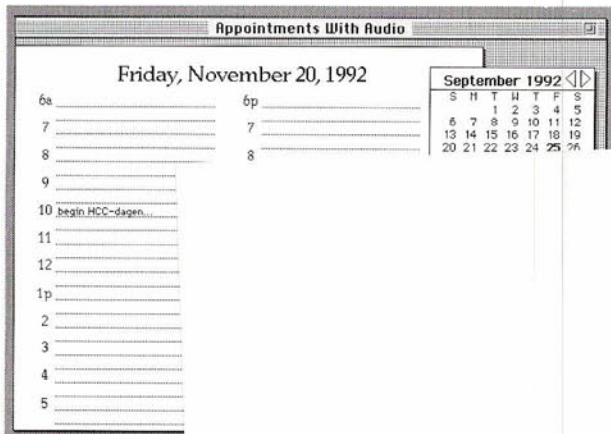 Appointments With Audio
Friday, November 20, 1992
6a
7
8
9
10 begin HCC-dagen...
11
12
1p
2
3
4
5
6p
7
8
September 1992
S M T W T F S
1 2 3 4 5
6 7 8 9 10 11 12
13 14 15 16 17 18 19
20 21 22 23 24 25 26